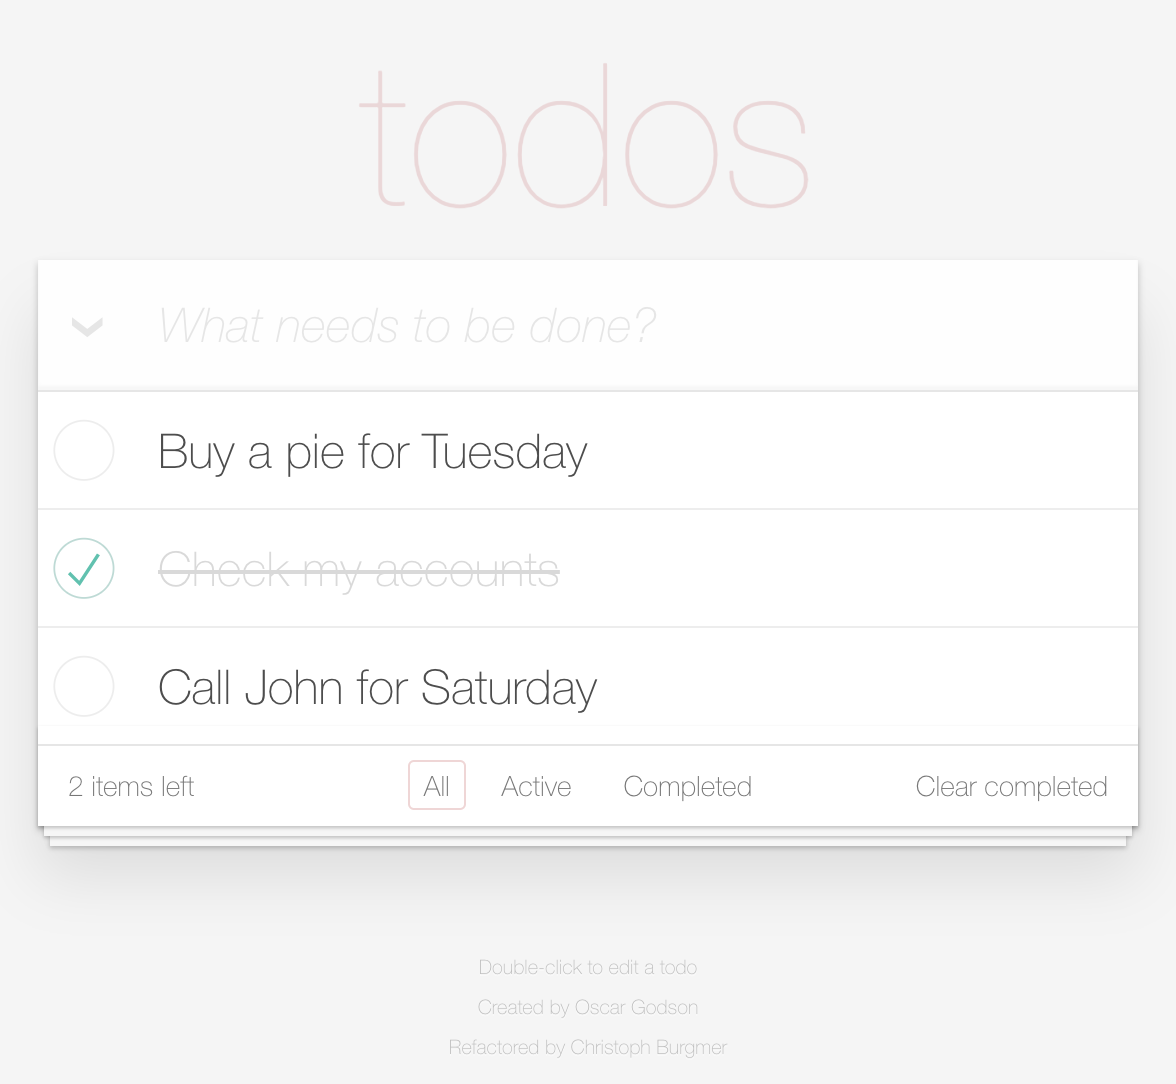 todos
What needs to be done?
Buy a pie for Tuesday
Check my accounts
Call John for Saturday
2 items left All Active Completed Clear completed
Double-click to edit a todo
Created by Oscar Godson
Refactored by Christoph Burgmer